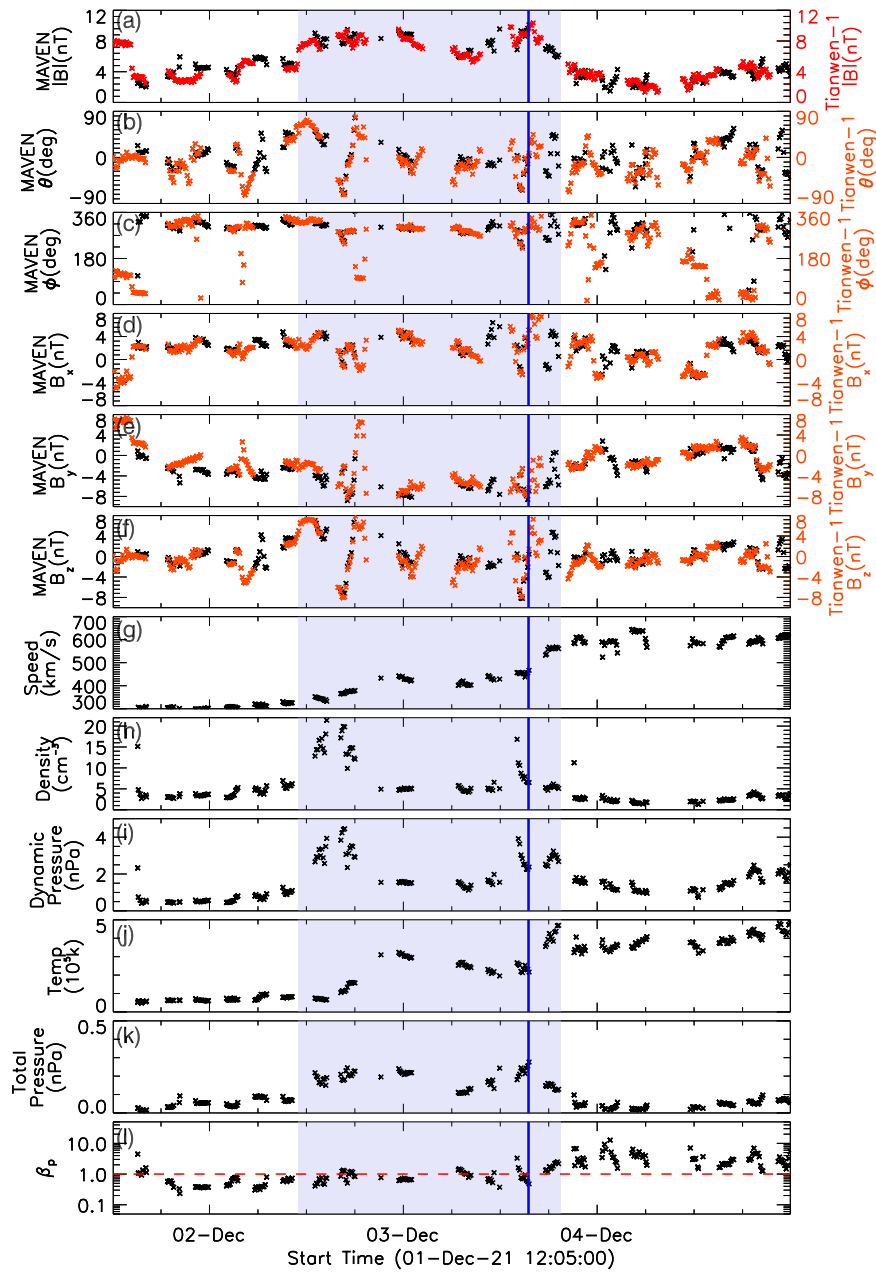 (a)
MAVEN
|B|(nT)
12
8
4
0
12
8
4
0
Tianwen-1
|B|(nT)
(b)
MAVEN
θ(deg)
90
0
-90
90
0
-90
Tianwen-1
θ(deg)
(c)
MAVEN
ϕ(deg)
360
180
0
360
180
0
Tianwen-1
ϕ(deg)
(d)
MAVEN
Bx(nT)
8
4
0
-4
-8
8
4
0
-4
-8
Tianwen-1
Bx(nT)
(e)
MAVEN
By(nT)
8
4
0
-4
-8
8
4
0
-4
-8
Tianwen-1
By(nT)
(f)
MAVEN
Bz(nT)
8
4
0
-4
-8
8
4
0
-4
-8
Tianwen-1
Bz(nT)
(g)
Speed
(km/s)
700
600
500
400
300
(h)
Density
(cm⁻³)
20
15
10
5
0
(i)
Dynamic
Pressure
(nPa)
4
2
0
(j)
Temp
(10⁵k)
5
0
(k)
Total
Pressure
(nPa)
0.5
0.0
(l)
βp
10.0
1.0
0.1
02-Dec
03-Dec
04-Dec
Start Time (01-Dec-21 12:05:00)